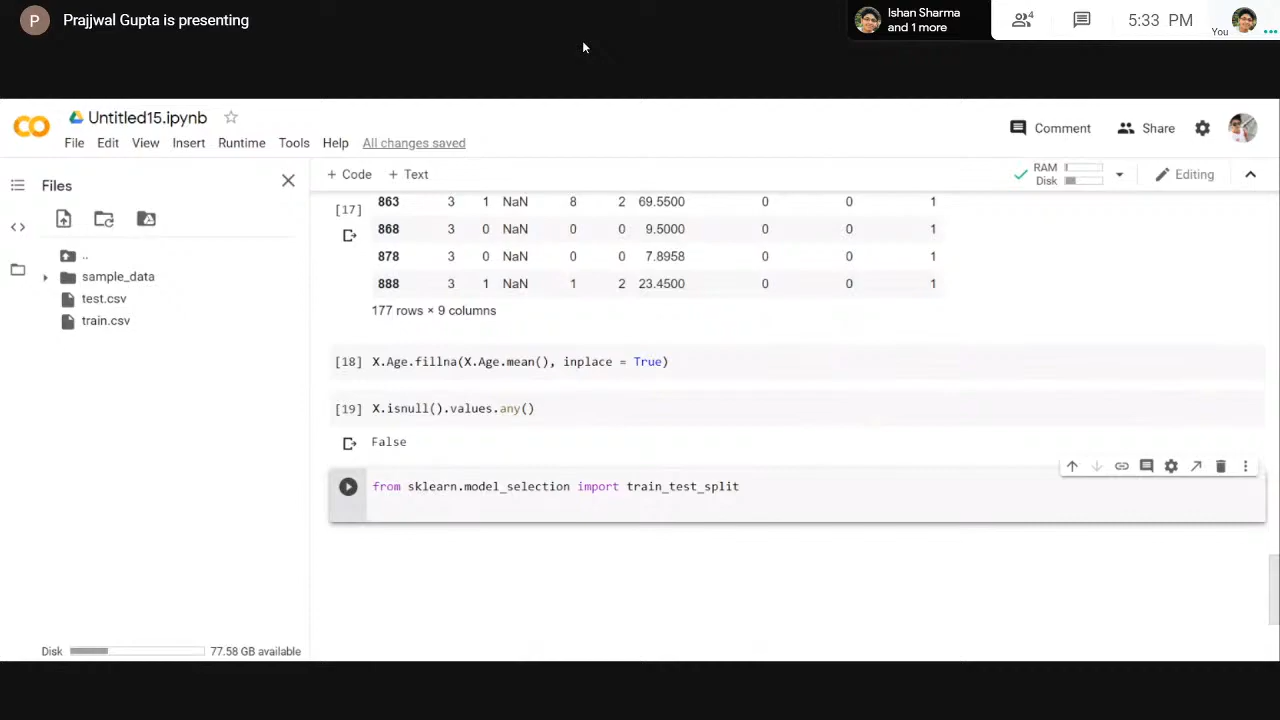 P Prajjwal Gupta is presenting
Ishan Sharma
and 1 more
4
5:33 PM
You
CO Untitled15.ipynb
File Edit View Insert Runtime Tools Help All changes saved
Comment Share
Files
+ Code + Text
RAM
Disk
Editing
..
sample_data
test.csv
train.csv
Disk 77.58 GB available
[17]
863 3 1 NaN 8 2 69.5500 0 0 1
868 3 0 NaN 0 0 9.5000 0 0 1
878 3 0 NaN 0 0 7.8958 0 0 1
888 3 1 NaN 1 2 23.4500 0 0 1
177 rows × 9 columns
[18] X.Age.fillna(X.Age.mean(), inplace = True)
[19] X.isnull().values.any()
False
from sklearn.model_selection import train_test_split